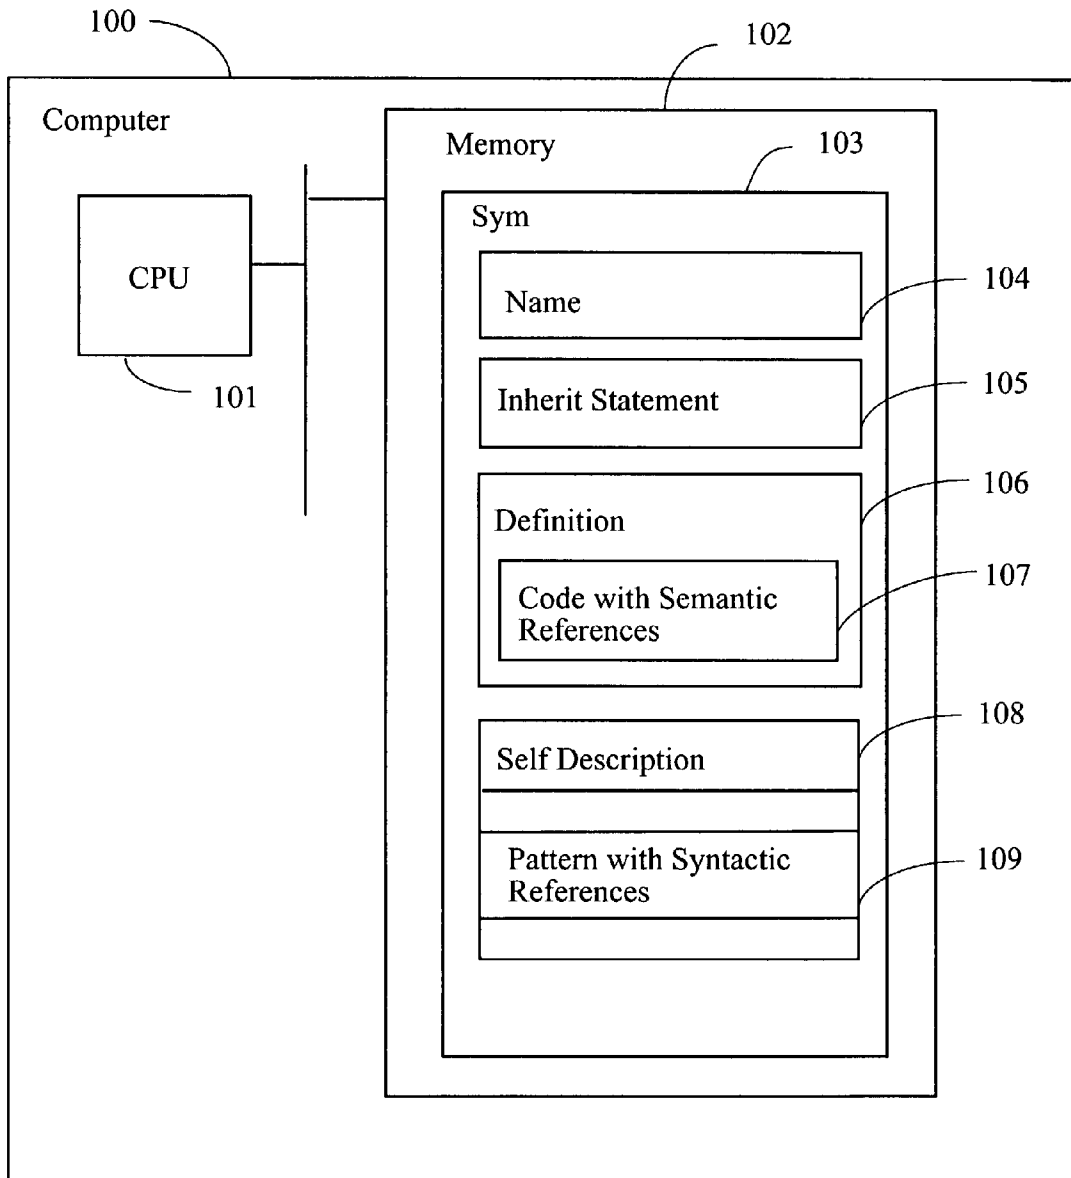 100
102
Computer
Memory
103
Sym
CPU
Name
104
101
Inherit Statement
105
106
Definition
107
Code with Semantic
References
108
Self Description
109
Pattern with Syntactic
References